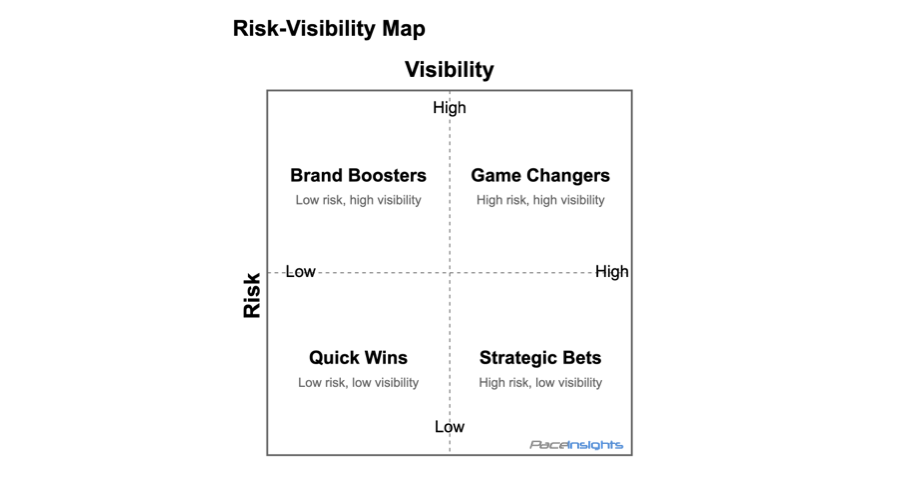 Risk-Visibility Map
Visibility
High
Brand Boosters
Game Changers
Low risk, high visibility
High risk, high visibility
Low
High
Risk
Quick Wins
Strategic Bets
Low risk, low visibility
High risk, low visibility
Low
PaceInsights